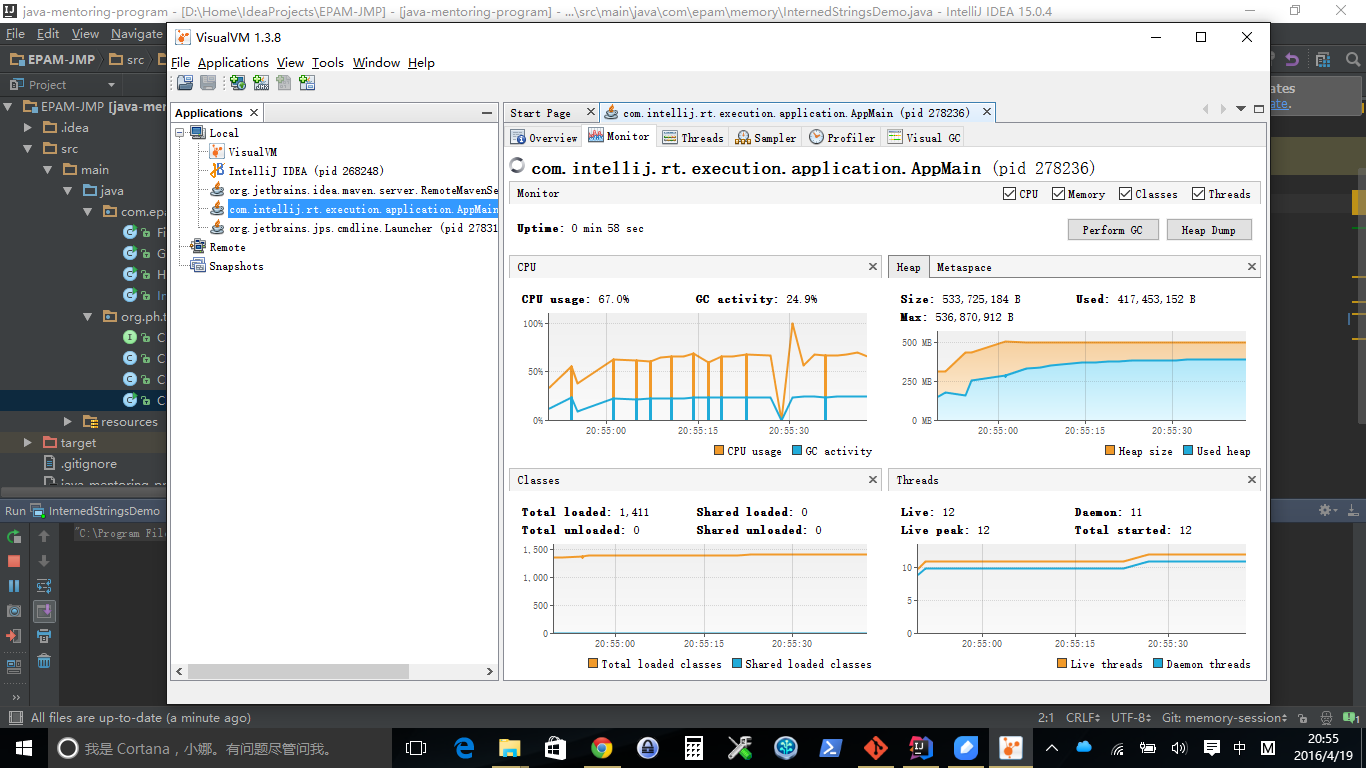 java-mentoring-program - [D:\Home\IdeaProjects\EPAM-JMP] - [java-mentoring-program] - ...\src\main\java\com\epam\memory\InternedStringsDemo.java - IntelliJ IDEA 15.0.4
File Edit View Navigate
EPAM-JMP src
Project
EPAM-JMP [java-mer
.idea
src
main
java
com.epa
Fi
G
H
In
org.ph.t
C
C
C
C
resources
target
.gitignore
Run InternedStringsDemo
"C:\Program File
All files are up-to-date (a minute ago)
2:1 CRLF÷ UTF-8÷ Git: memory-session÷
VisualVM 1.3.8
File Applications View Tools Window Help
Applications
Local
VisualVM
IntelliJ IDEA (pid 268248)
org.jetbrains.idea.maven.server.RemoteMavenSe
com.intellij.rt.execution.application.AppMain
org.jetbrains.jps.cmdline.Launcher (pid 27831
Remote
Snapshots
Start Page com.intellij.rt.execution.application.AppMain (pid 278236)
Overview Monitor Threads Sampler Profiler Visual GC
com.intellij.rt.execution.application.AppMain (pid 278236)
Monitor CPU Memory Classes Threads
Uptime: 0 min 58 sec Perform GC Heap Dump
CPU
CPU usage: 67.0% GC activity: 24.9%
100%
50%
0%
20:55:00 20:55:15 20:55:30
CPU usage GC activity
Heap Metaspace
Size: 533,725,184 B Used: 417,453,152 B
Max: 536,870,912 B
500 MB
250 MB
0 MB
20:55:00 20:55:15 20:55:30
Heap size Used heap
Classes
Total loaded: 1,411 Shared loaded: 0
Total unloaded: 0 Shared unloaded: 0
1,500
1,000
500
0
20:55:00 20:55:15 20:55:30
Total loaded classes Shared loaded classes
Threads
Live: 12 Daemon: 11
Live peak: 12 Total started: 12
10
5
0
20:55:00 20:55:15 20:55:30
Live threads Daemon threads
ates
ate.
我是 Cortana，小娜。有问题尽管问我。
中 M
20:55
2016/4/19